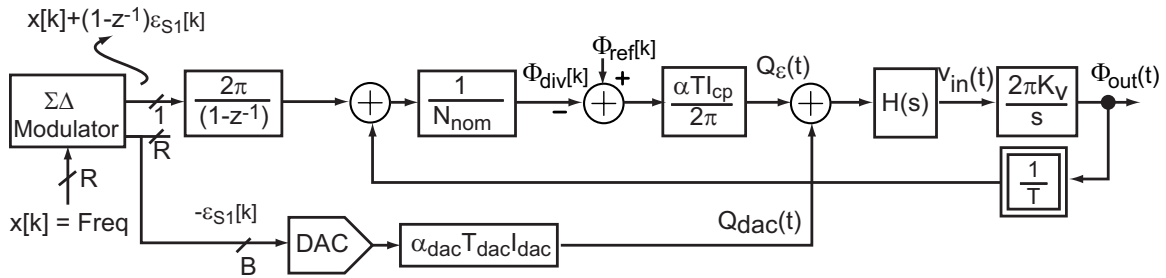 x[k]+(1-z⁻¹)ε_S1[k]
ΣΔ
Modulator
1
R
R
x[k] = Freq
2π
(1-z⁻¹)
+
1
N_nom
Φ_div[k]
Φ_ref[k]
+
-
+
αTI_cp
2π
Q_ε(t)
+
H(s)
v_in(t)
2πK_v
s
Φ_out(t)
1
T
-ε_S1[k]
B
DAC
α_dac T_dac I_dac
Q_dac(t)